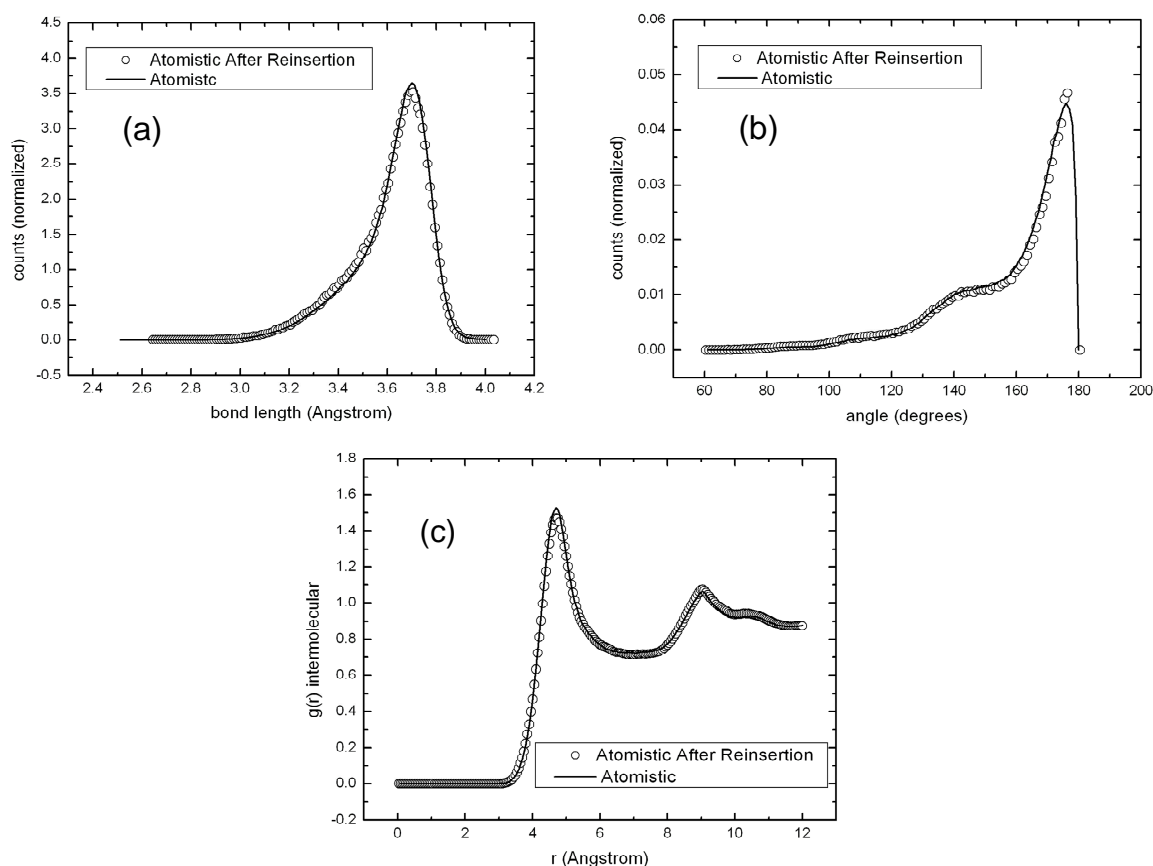 4.5
4.0
3.5
3.0
2.5
2.0
1.5
1.0
0.5
0.0
-0.5
counts (normalized)
Atomistic After Reinsertion
Atomistc
(a)
2.4 2.6 2.8 3.0 3.2 3.4 3.6 3.8 4.0 4.2
bond length (Angstrom)
0.06
0.05
0.04
0.03
0.02
0.01
0.00
counts (normalized)
Atomistic After Reinsertion
Atomistic
(b)
60 80 100 120 140 160 180 200
angle (degrees)
1.8
1.6
1.4
1.2
1.0
0.8
0.6
0.4
0.2
0.0
-0.2
g(r) intermolecular
(c)
Atomistic After Reinsertion
Atomistic
0 2 4 6 8 10 12
r (Angstrom)